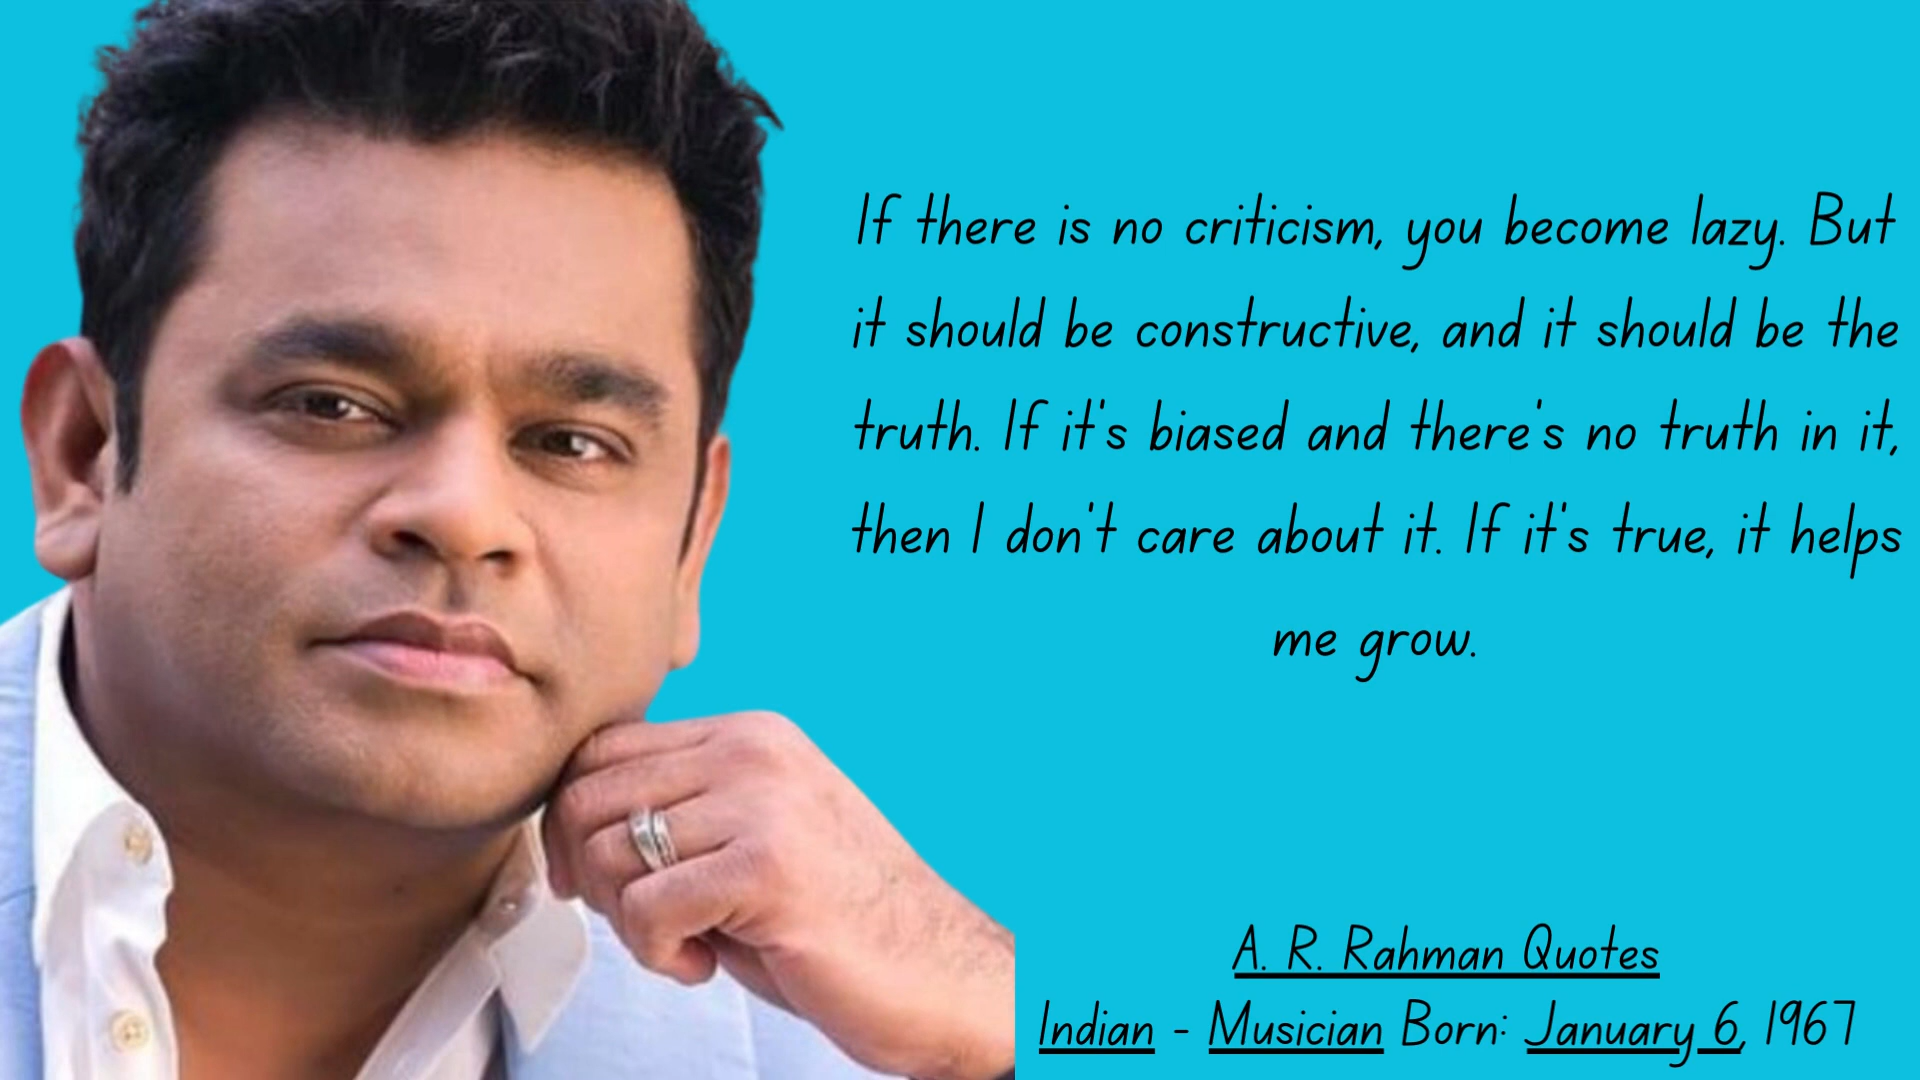 If there is no criticism, you become lazy. But
it should be constructive, and it should be the
truth. If it's biased and there's no truth in it,
then I don't care about it. If it's true, it helps
me grow.
A. R. Rahman Quotes
Indian - Musician Born: January 6, 1967